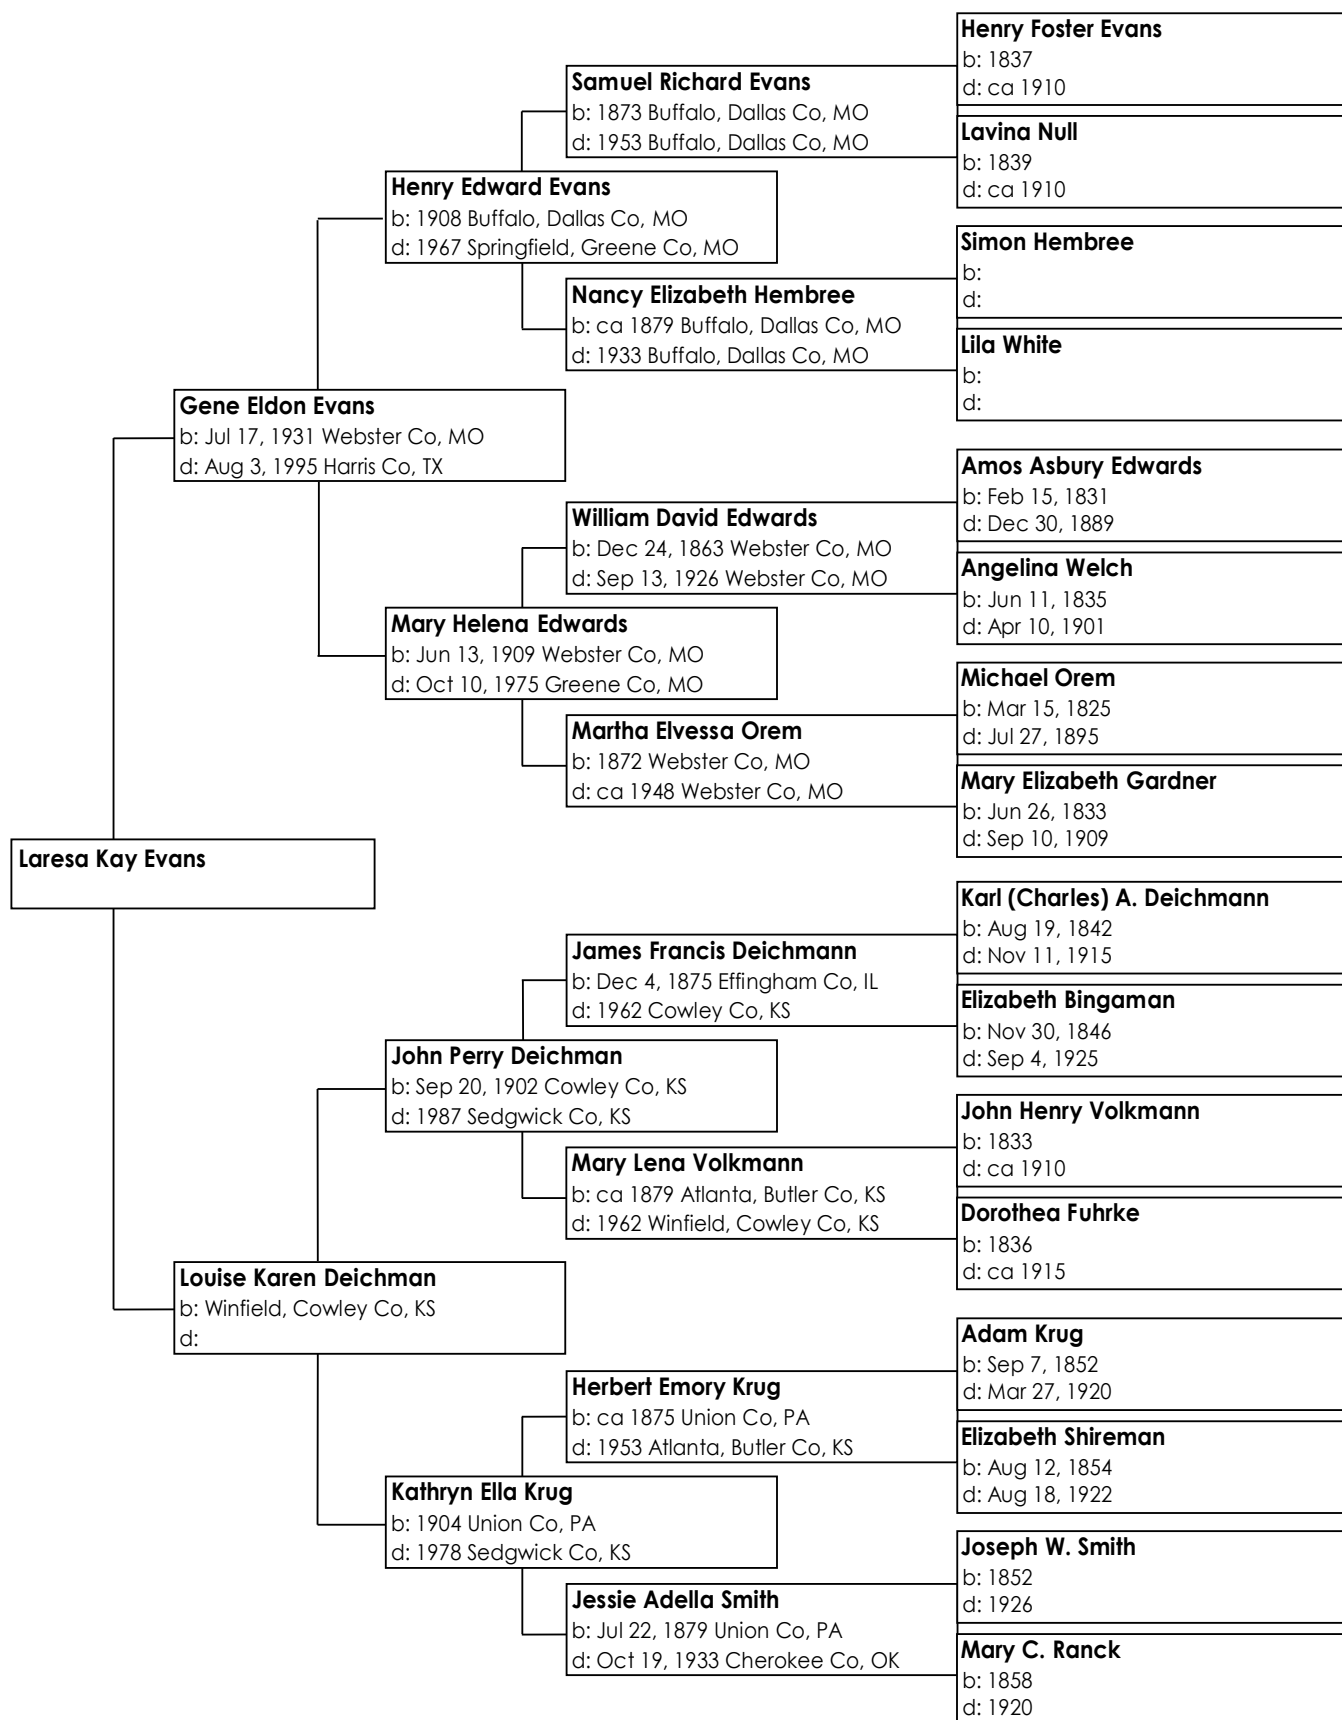 Henry Foster Evans
b: 1837
d: ca 1910
Samuel Richard Evans
b: 1873 Buffalo, Dallas Co, MO
d: 1953 Buffalo, Dallas Co, MO
Lavina Null
b: 1839
d: ca 1910
Henry Edward Evans
b: 1908 Buffalo, Dallas Co, MO
d: 1967 Springfield, Greene Co, MO
Simon Hembree
b:
d:
Nancy Elizabeth Hembree
b: ca 1879 Buffalo, Dallas Co, MO
d: 1933 Buffalo, Dallas Co, MO
Lila White
b:
d:
Gene Eldon Evans
b: Jul 17, 1931 Webster Co, MO
d: Aug 3, 1995 Harris Co, TX
Amos Asbury Edwards
b: Feb 15, 1831
d: Dec 30, 1889
William David Edwards
b: Dec 24, 1863 Webster Co, MO
d: Sep 13, 1926 Webster Co, MO
Angelina Welch
b: Jun 11, 1835
d: Apr 10, 1901
Mary Helena Edwards
b: Jun 13, 1909 Webster Co, MO
d: Oct 10, 1975 Greene Co, MO
Michael Orem
b: Mar 15, 1825
d: Jul 27, 1895
Martha Elvessa Orem
b: 1872 Webster Co, MO
d: ca 1948 Webster Co, MO
Mary Elizabeth Gardner
b: Jun 26, 1833
d: Sep 10, 1909
Laresa Kay Evans
Karl (Charles) A. Deichmann
b: Aug 19, 1842
d: Nov 11, 1915
James Francis Deichmann
b: Dec 4, 1875 Effingham Co, IL
d: 1962 Cowley Co, KS
Elizabeth Bingaman
b: Nov 30, 1846
d: Sep 4, 1925
John Perry Deichman
b: Sep 20, 1902 Cowley Co, KS
d: 1987 Sedgwick Co, KS
John Henry Volkmann
b: 1833
d: ca 1910
Mary Lena Volkmann
b: ca 1879 Atlanta, Butler Co, KS
d: 1962 Winfield, Cowley Co, KS
Dorothea Fuhrke
b: 1836
d: ca 1915
Louise Karen Deichman
b: Winfield, Cowley Co, KS
d:
Adam Krug
b: Sep 7, 1852
d: Mar 27, 1920
Herbert Emory Krug
b: ca 1875 Union Co, PA
d: 1953 Atlanta, Butler Co, KS
Elizabeth Shireman
b: Aug 12, 1854
d: Aug 18, 1922
Kathryn Ella Krug
b: 1904 Union Co, PA
d: 1978 Sedgwick Co, KS
Joseph W. Smith
b: 1852
d: 1926
Jessie Adella Smith
b: Jul 22, 1879 Union Co, PA
d: Oct 19, 1933 Cherokee Co, OK
Mary C. Ranck
b: 1858
d: 1920